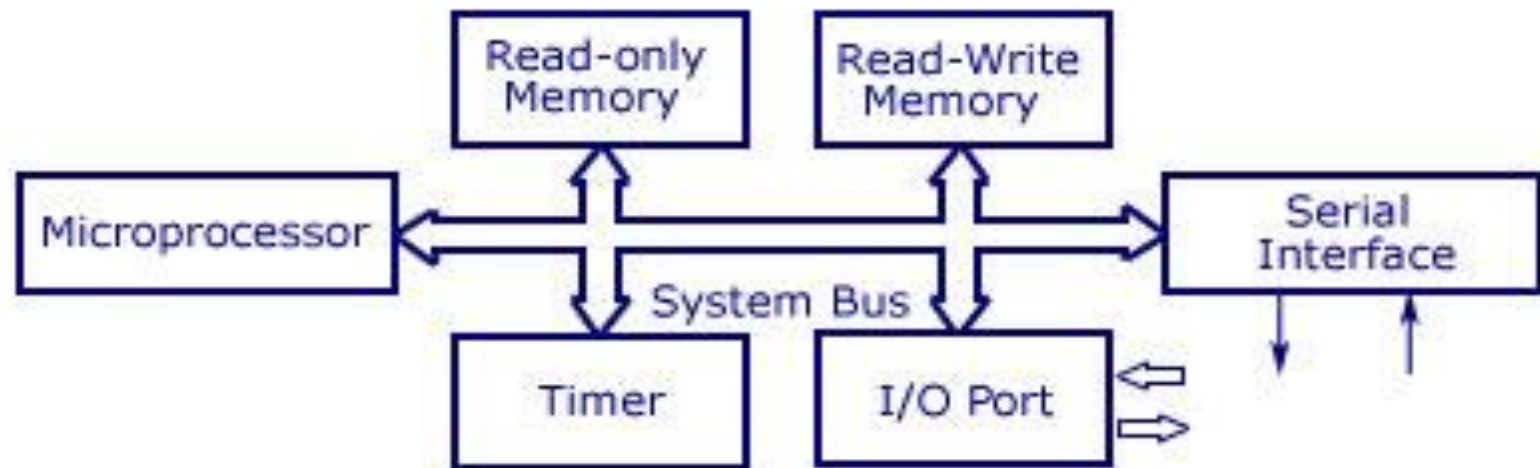 Read-only
Memory
Read-Write
Memory
Microprocessor
Serial
Interface
System Bus
Timer
I/O Port